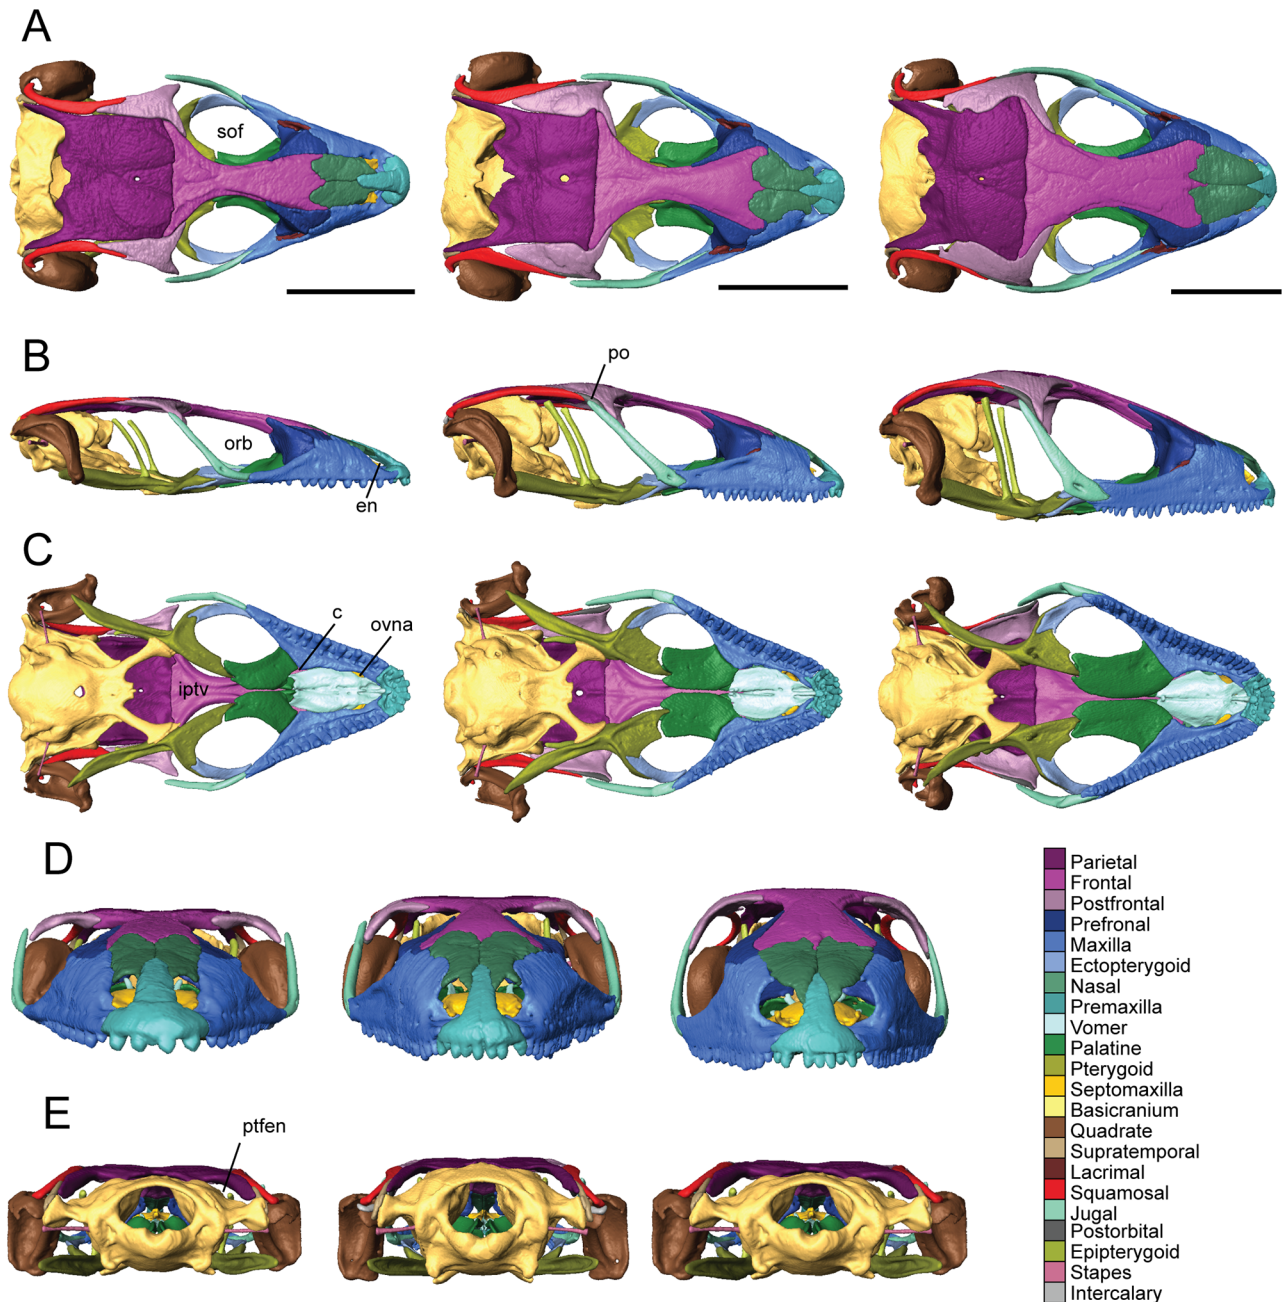 A
sof
B
po
orb
en
C
c
ovna
iptv
D
E
ptfen
Parietal
Frontal
Postfrontal
Prefronal
Maxilla
Ectopterygoid
Nasal
Premaxilla
Vomer
Palatine
Pterygoid
Septomaxilla
Basicranium
Quadrate
Supratemporal
Lacrimal
Squamosal
Jugal
Postorbital
Epipterygoid
Stapes
Intercalary